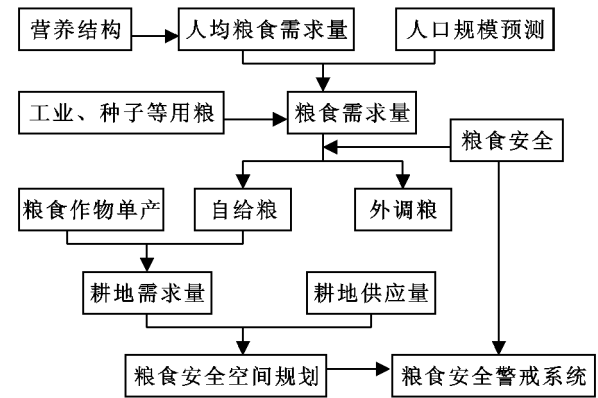 营养结构
人均粮食需求量
人口规模预测
工业、种子等用粮
粮食需求量
粮食安全
粮食作物单产
自给粮
外调粮
耕地需求量
耕地供应量
粮食安全空间规划
粮食安全警戒系统